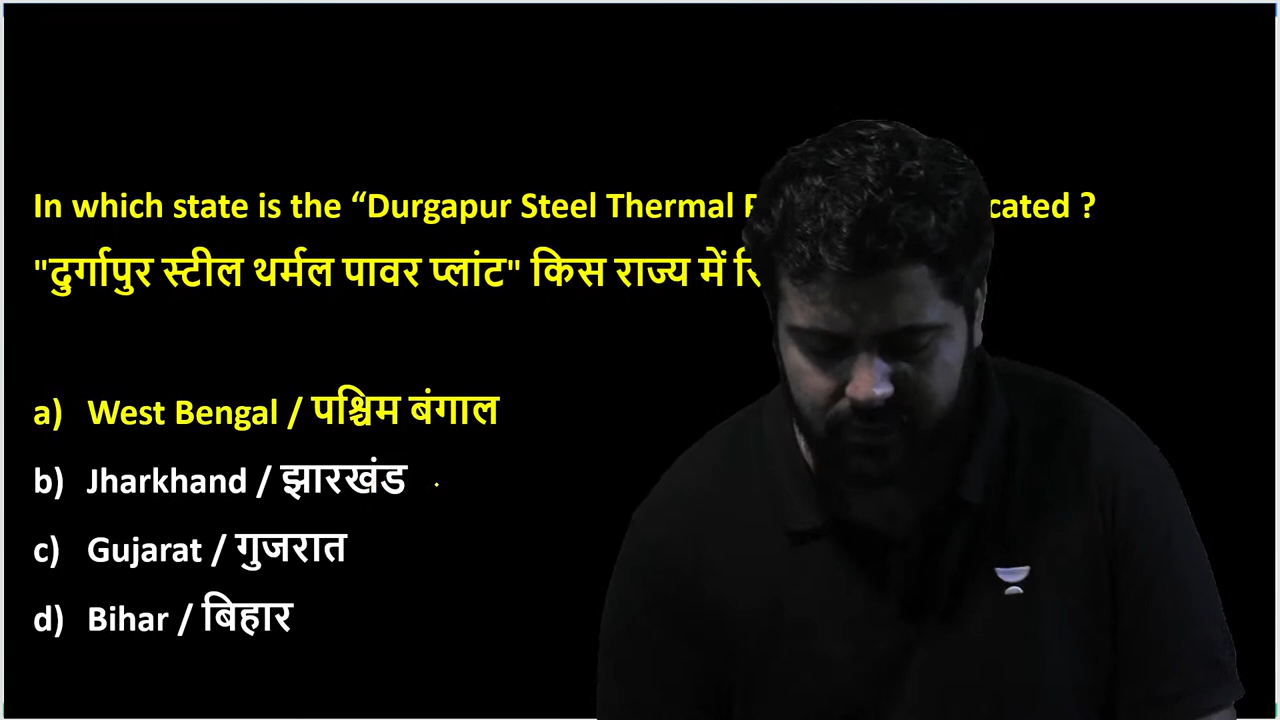 In which state is the “Durgapur Steel Thermal cated ?
"दुर्गापुर स्टील थर्मल पावर प्लांट" किस राज्य में
a) West Bengal / पश्चिम बंगाल
b) Jharkhand / झारखंड
c) Gujarat / गुजरात
d) Bihar / बिहार